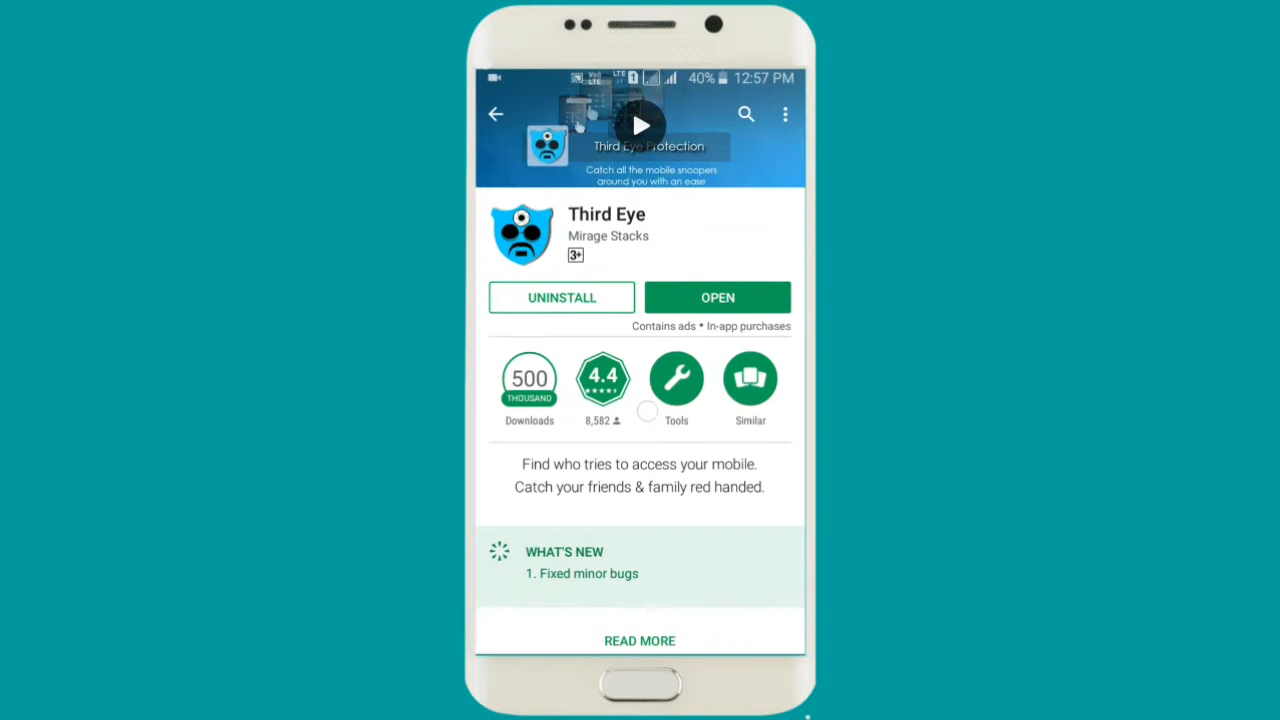 Voj) LTE 1 40% 12:57 PM
LTE
Third Eye Protection
Catch all the mobile snoopers
around you with an ease
Third Eye
Mirage Stacks
3+
UNINSTALL OPEN
Contains ads • In-app purchases
500 4.4
THOUSAND
Downloads 8,582 Tools Similar
Find who tries to access your mobile.
Catch your friends & family red handed.
WHAT'S NEW
1. Fixed minor bugs
READ MORE